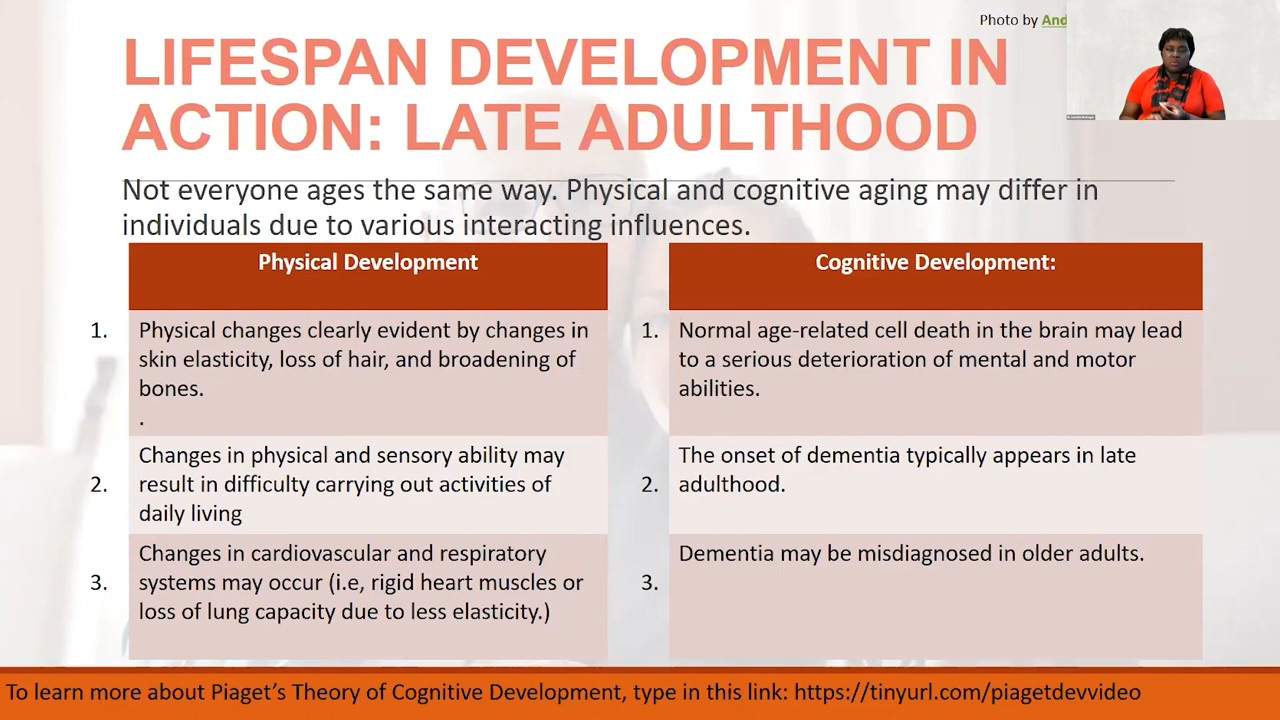 Photo by And
LIFESPAN DEVELOPMENT IN
ACTION: LATE ADULTHOOD
Not everyone ages the same way. Physical and cognitive aging may differ in
individuals due to various interacting influences.
Physical Development
1. Physical changes clearly evident by changes in
skin elasticity, loss of hair, and broadening of
bones.
.
Changes in physical and sensory ability may
2. result in difficulty carrying out activities of
daily living
Changes in cardiovascular and respiratory
3. systems may occur (i.e, rigid heart muscles or
loss of lung capacity due to less elasticity.)
Cognitive Development:
1. Normal age-related cell death in the brain may lead
to a serious deterioration of mental and motor
abilities.
The onset of dementia typically appears in late
2. adulthood.
Dementia may be misdiagnosed in older adults.
3.
To learn more about Piaget’s Theory of Cognitive Development, type in this link: https://tinyurl.com/piagetdevvideo